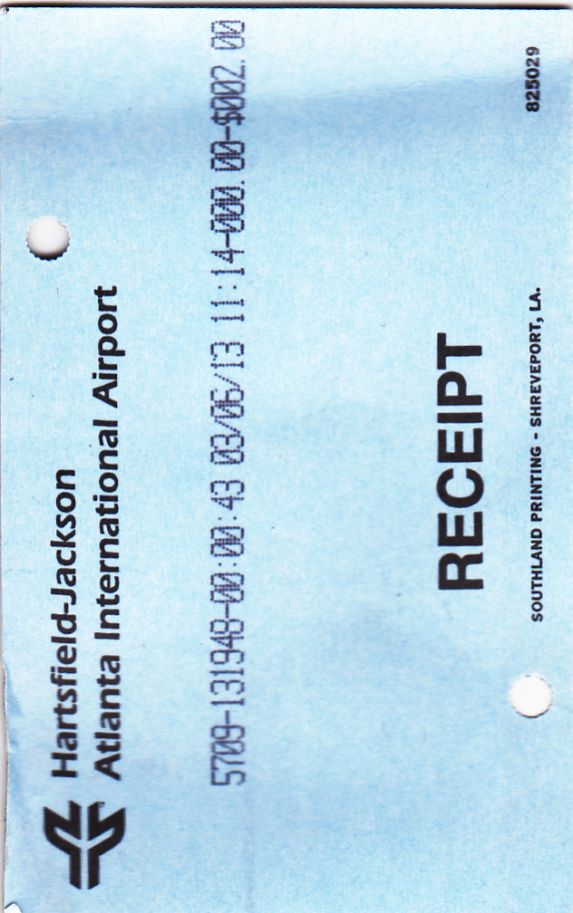 Hartsfield-Jackson
Atlanta International Airport
5709-131948-00:00:43 03/06/13 11:14-000.00-$002.00
RECEIPT
SOUTHLAND PRINTING - SHREVEPORT, LA.
825029